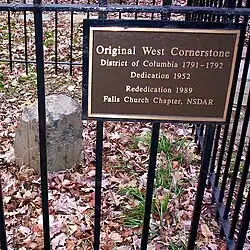 Original West Cornerstone
District of Columbia 1791-1792
Dedication 1952
Rededication 1989
Falls Church Chapter, NSDAR